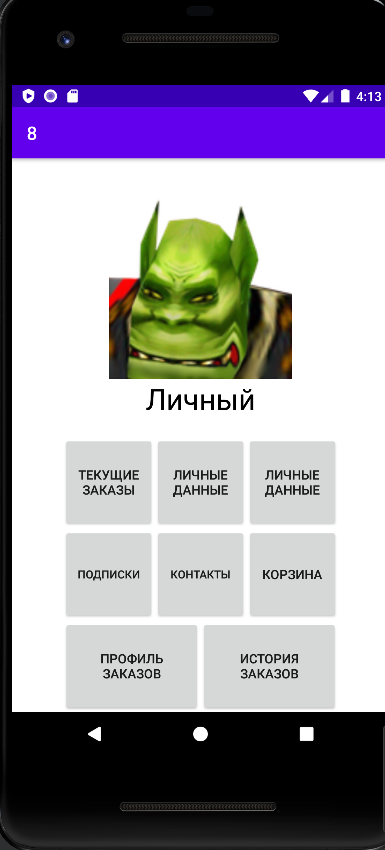 4:13
8
Личный
ТЕКУЩИЕ
ЗАКАЗЫ
ЛИЧНЫЕ
ДАННЫЕ
ЛИЧНЫЕ
ДАННЫЕ
ПОДПИСКИ
КОНТАКТЫ
КОРЗИНА
ПРОФИЛЬ
ЗАКАЗОВ
ИСТОРИЯ
ЗАКАЗОВ